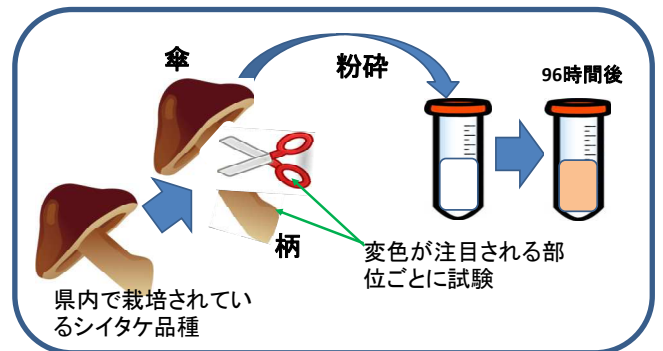 傘
粉砕
96時間後
柄
変色が注目される部
位ごとに試験
県内で栽培されてい
るシイタケ品種